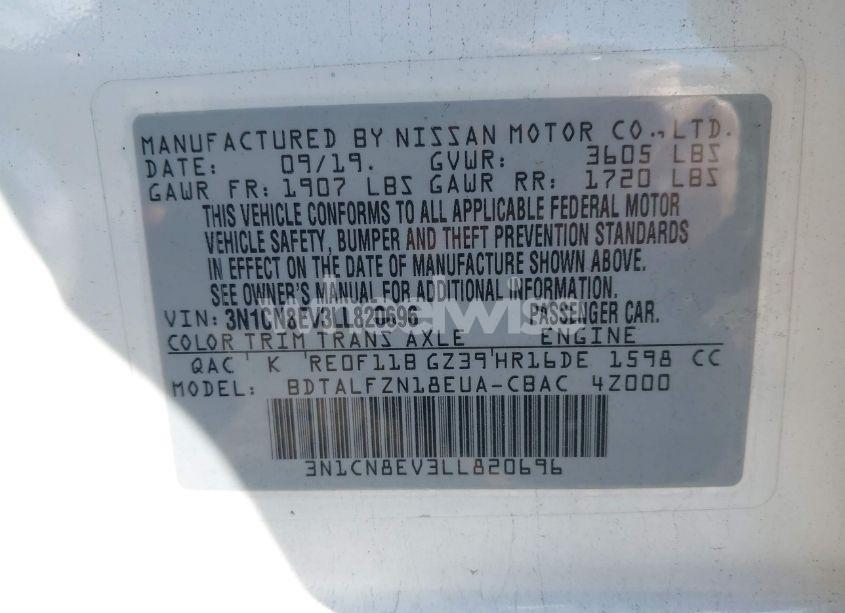 MANUFACTURED BY NISSAN MOTOR CO., LTD.
DATE: 09/19. GVWR: 3605 LBS
GAWR FR: 1907 LBS GAWR RR: 1720 LBS
THIS VEHICLE CONFORMS TO ALL APPLICABLE FEDERAL MOTOR
VEHICLE SAFETY, BUMPER AND THEFT PREVENTION STANDARDS
IN EFFECT ON THE DATE OF MANUFACTURE SHOWN ABOVE.
SEE OWNER'S MANUAL FOR ADDITIONAL INFORMATION.
VIN: 3N1CN8EV3LL820696 PASSENGER CAR.
COLOR TRIM TRANS AXLE ENGINE
QAC K RE0F11B GZ39 HR16DE 1598 CC
MODEL: BDTALFZN18EUA-CBAC 4Z000
3N1CN8EV3LL820696